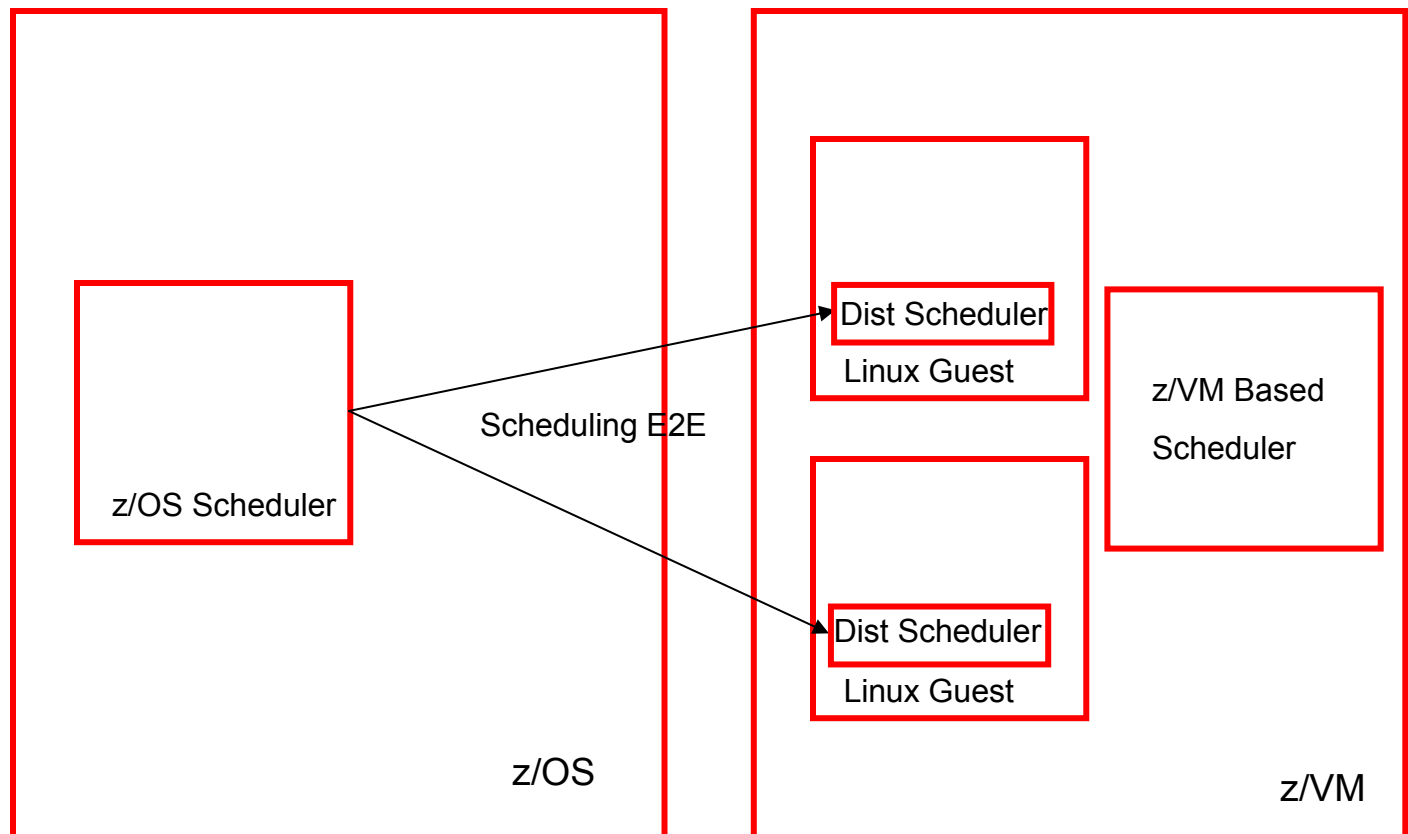 z/OS Scheduler
z/OS
Scheduling E2E
Dist Scheduler
Linux Guest
Dist Scheduler
Linux Guest
z/VM Based
Scheduler
z/VM